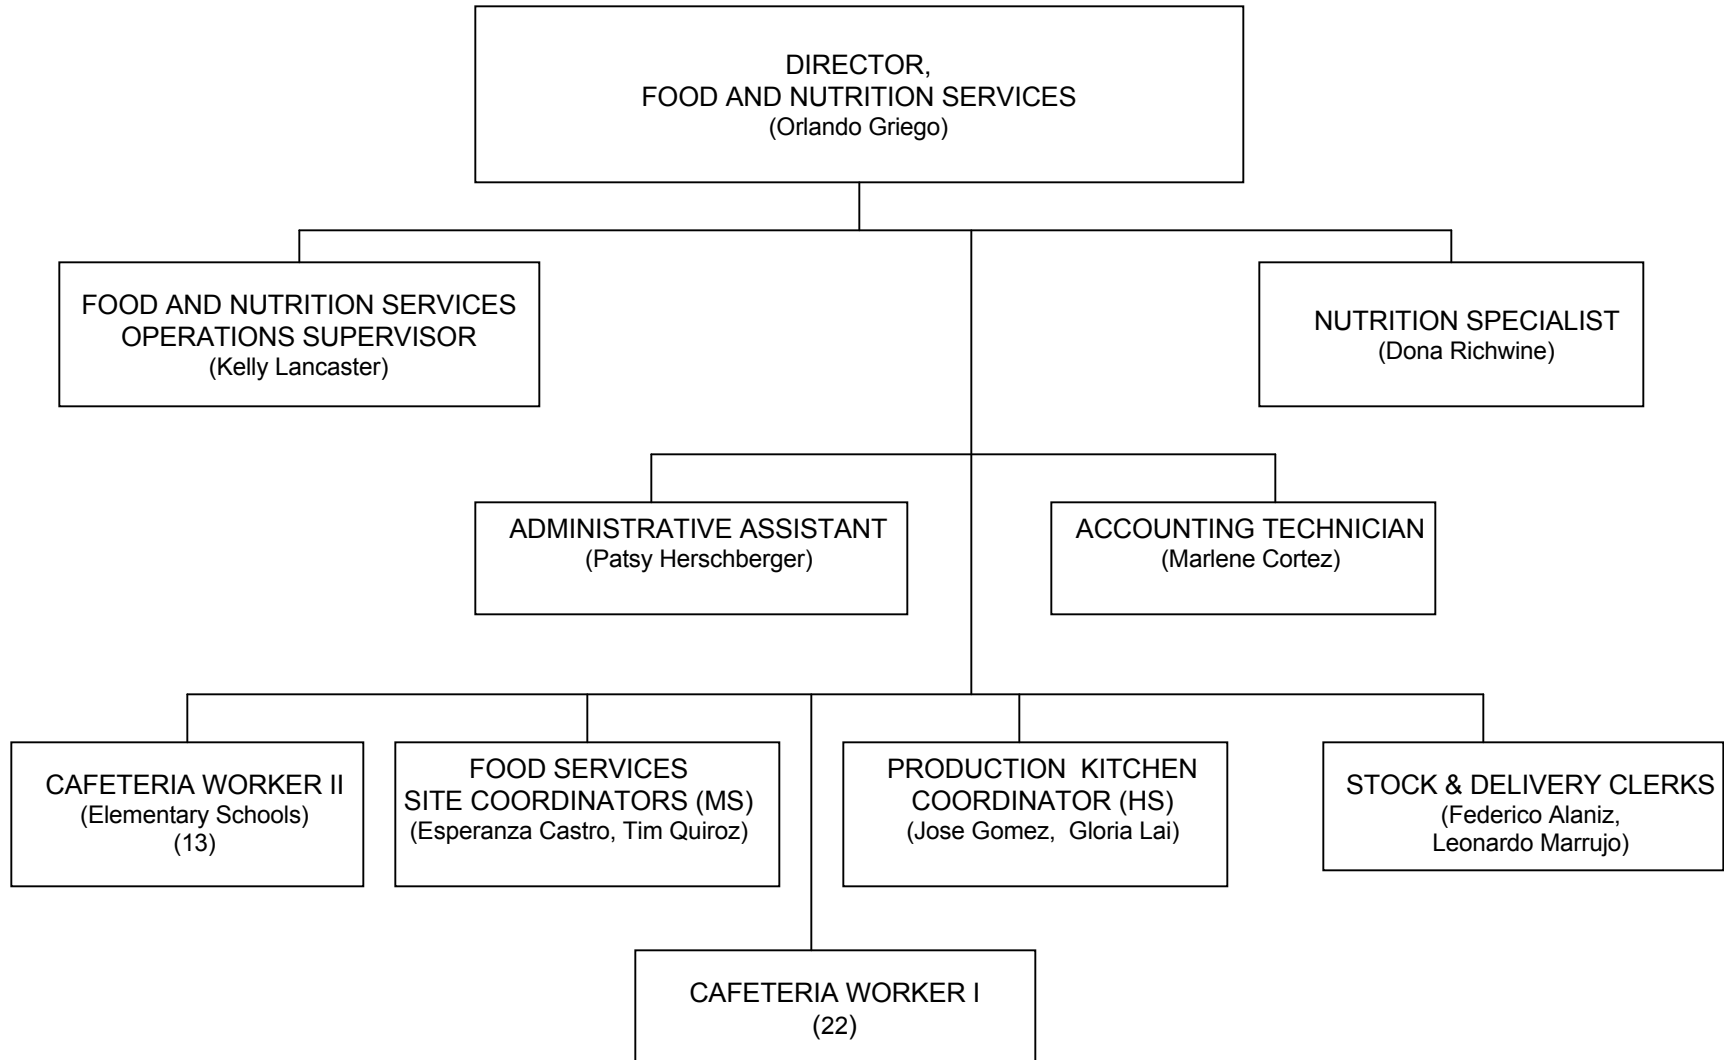 DIRECTOR,
FOOD AND NUTRITION SERVICES
(Orlando Griego)
FOOD AND NUTRITION SERVICES
OPERATIONS SUPERVISOR
(Kelly Lancaster)
NUTRITION SPECIALIST
(Dona Richwine)
ADMINISTRATIVE ASSISTANT
(Patsy Herschberger)
ACCOUNTING TECHNICIAN
(Marlene Cortez)
CAFETERIA WORKER II
(Elementary Schools)
(13)
FOOD SERVICES
SITE COORDINATORS (MS)
(Esperanza Castro, Tim Quiroz)
PRODUCTION  KITCHEN
COORDINATOR (HS)
(Jose Gomez,  Gloria Lai)
STOCK & DELIVERY CLERKS
(Federico Alaniz,
Leonardo Marrujo)
CAFETERIA WORKER I
(22)